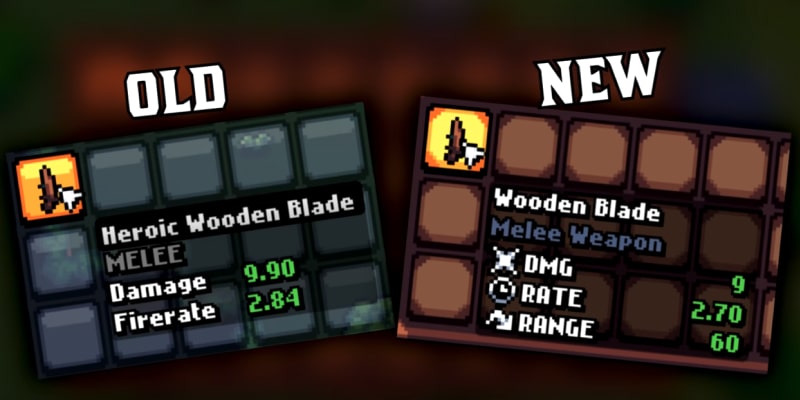 OLD
Heroic Wooden Blade
MELEE
Damage 9.90
Firerate 2.84
NEW
Wooden Blade
Melee Weapon
DMG 9
RATE 2.70
RANGE 60